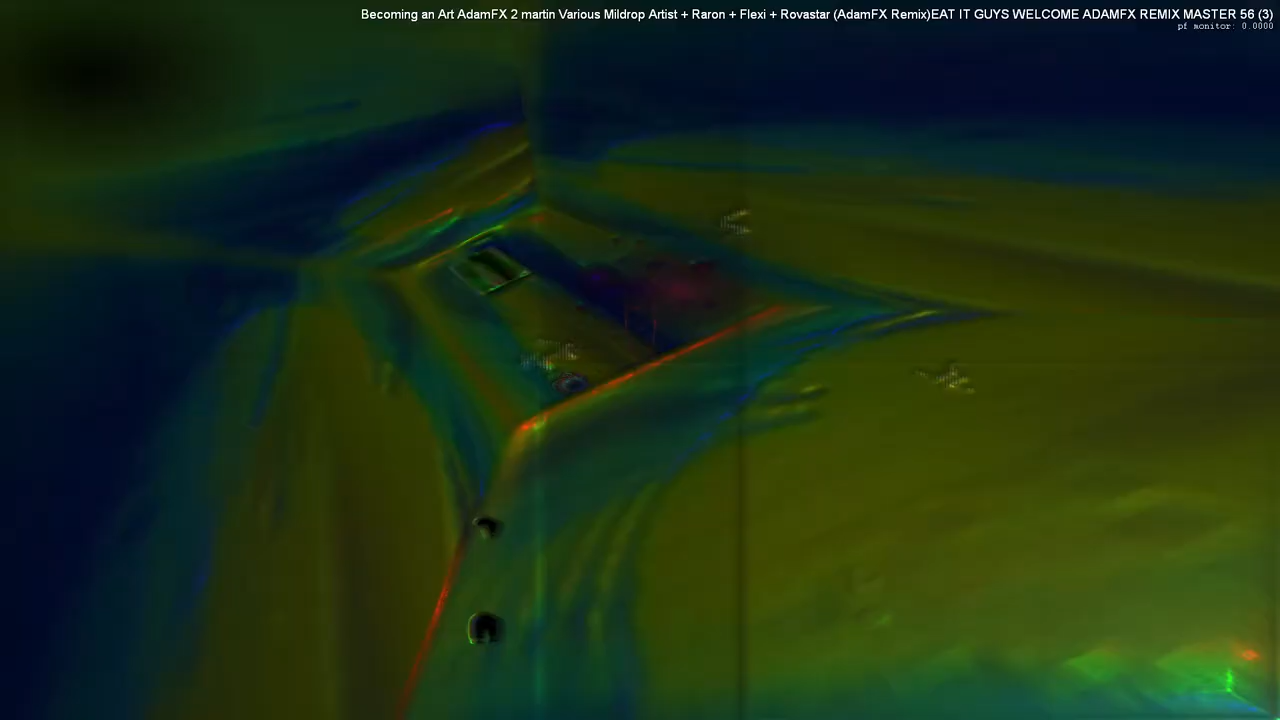 Becoming an Art AdamFX 2 martin Various Mildrop Artist + Raron + Flexi + Rovastar (AdamFX Remix)EAT IT GUYS WELCOME ADAMFX REMIX MASTER 56 (3)
pf monitor: 0.0000